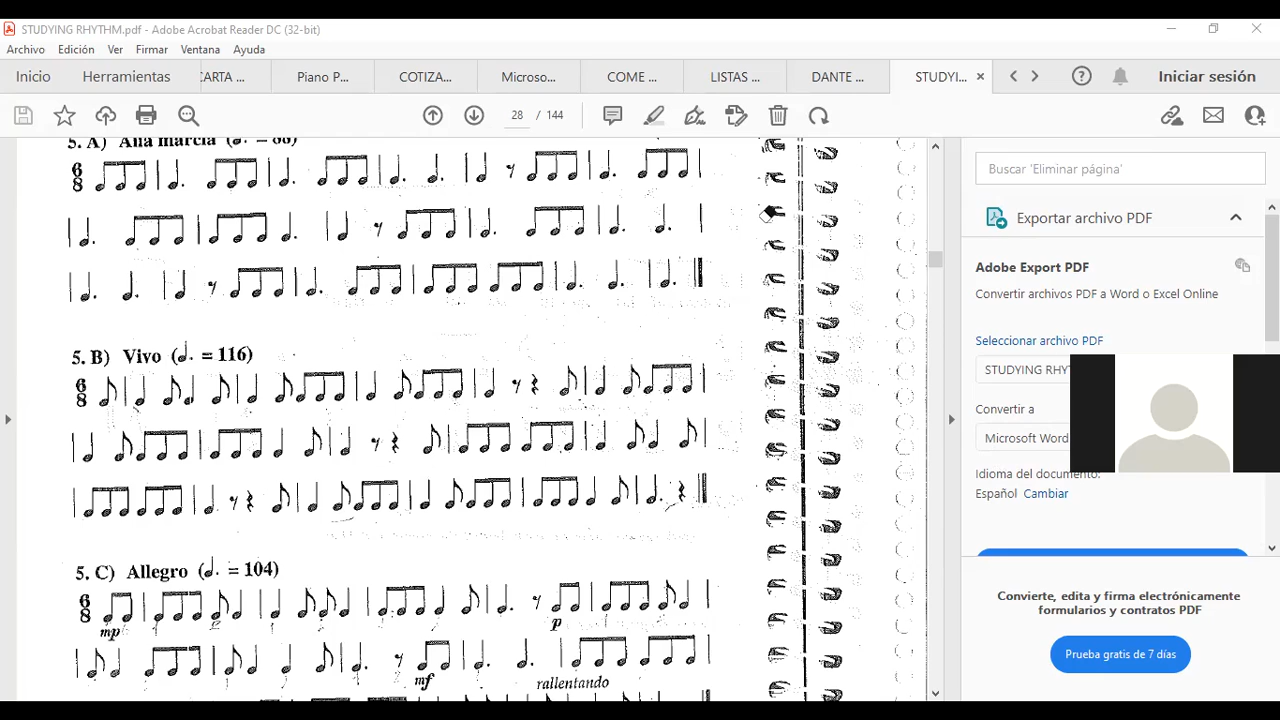 STUDYING RHYTHM.pdf - Adobe Acrobat Reader DC (32-bit)
Archivo Edición Ver Firmar Ventana Ayuda
Inicio Herramientas CARTA ... Piano P... COTIZA... Microso... COME ... LISTAS ... DANTE ... STUDYI... × Iniciar sesión
28 / 144
5. A) Alla marcia (♩. = 88)
6
8
5. B) Vivo (♩. = 116)
6
8
5. C) Allegro (♩. = 104)
6
8
mp p
mf rallentando
Buscar 'Eliminar página'
Exportar archivo PDF
Adobe Export PDF
Convertir archivos PDF a Word o Excel Online
Seleccionar archivo PDF
STUDYING RHY
Convertir a
Microsoft Word
Idioma del documento:
Español Cambiar
Convierte, edita y firma electrónicamente
formularios y contratos PDF
Prueba gratis de 7 días